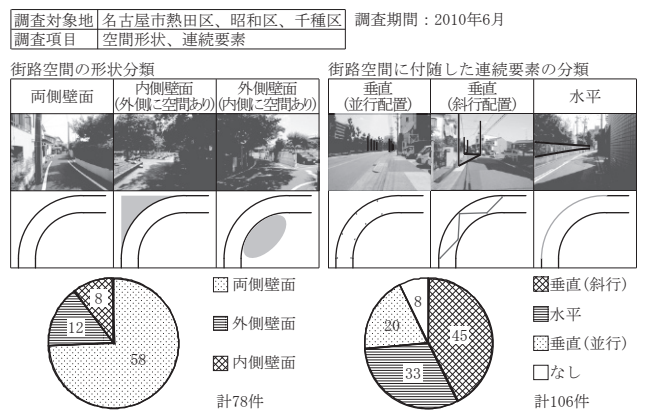 調査対象地 名古屋市熱田区、昭和区、千種区 調査期間：2010年6月
調査項目 空間形状、連続要素
街路空間の形状分類
両側壁面
内側壁面
(外側に空間あり)
外側壁面
(内側に空間あり)
街路空間に付随した連続要素の分類
垂直
(並行配置)
垂直
(斜行配置)
水平
8
12
58
両側壁面
外側壁面
内側壁面
計78件
8
20
45
33
垂直(斜行)
水平
垂直(並行)
なし
計106件